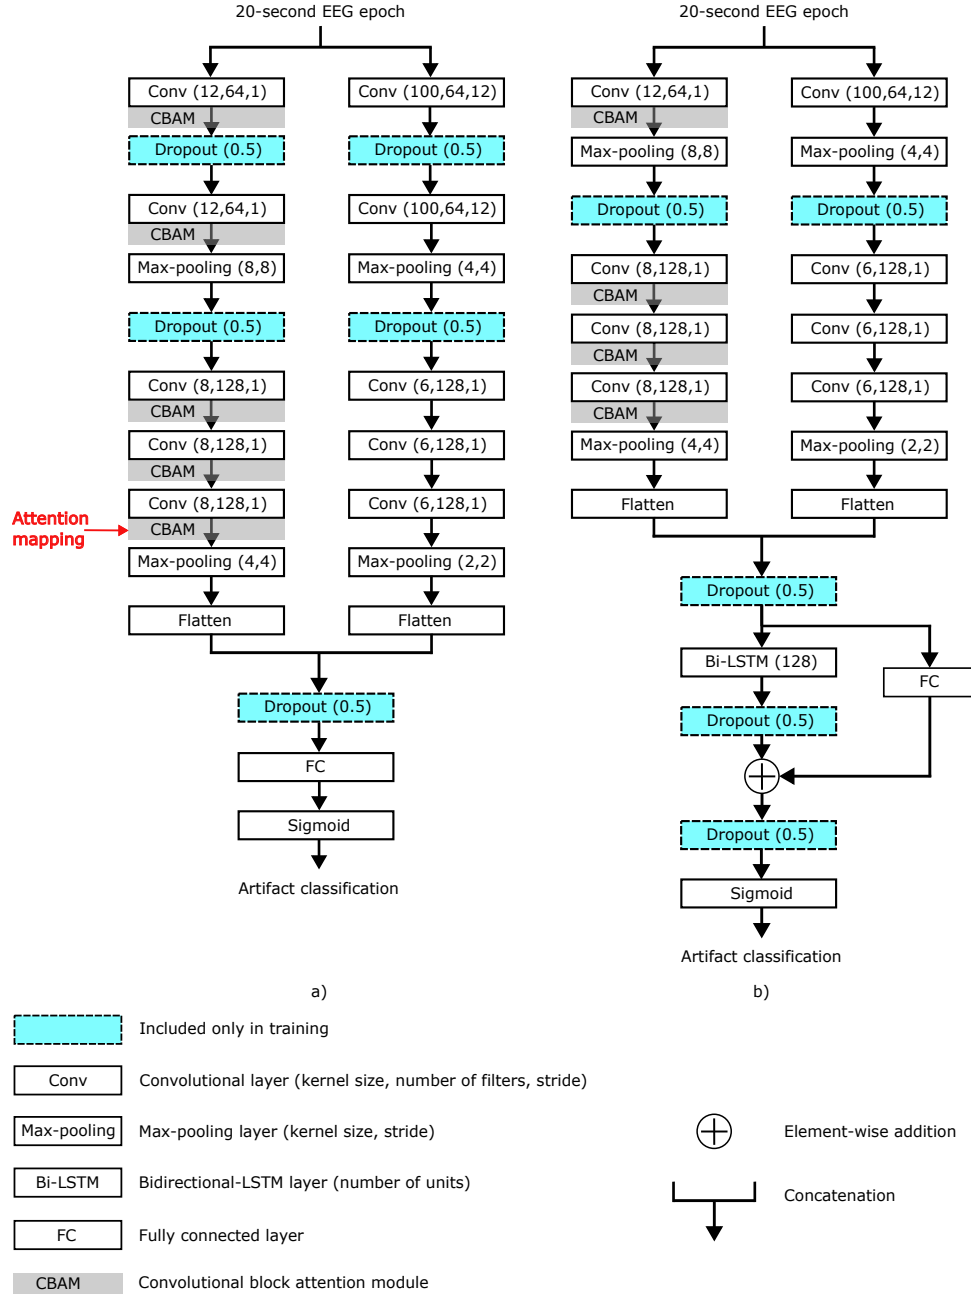 20-second EEG epoch
Conv (12,64,1)
CBAM
Dropout (0.5)
Conv (12,64,1)
CBAM
Max-pooling (8,8)
Dropout (0.5)
Conv (8,128,1)
CBAM
Conv (8,128,1)
CBAM
Conv (8,128,1)
Attention
mapping
CBAM
Max-pooling (4,4)
Flatten
Conv (100,64,12)
Dropout (0.5)
Conv (100,64,12)
Max-pooling (4,4)
Dropout (0.5)
Conv (6,128,1)
Conv (6,128,1)
Conv (6,128,1)
Max-pooling (2,2)
Flatten
Dropout (0.5)
FC
Sigmoid
Artifact classification
a)
20-second EEG epoch
Conv (12,64,1)
CBAM
Max-pooling (8,8)
Dropout (0.5)
Conv (8,128,1)
CBAM
Conv (8,128,1)
CBAM
Conv (8,128,1)
CBAM
Max-pooling (4,4)
Flatten
Conv (100,64,12)
Max-pooling (4,4)
Dropout (0.5)
Conv (6,128,1)
Conv (6,128,1)
Conv (6,128,1)
Max-pooling (2,2)
Flatten
Dropout (0.5)
Bi-LSTM (128)
FC
Dropout (0.5)
Dropout (0.5)
Sigmoid
Artifact classification
b)
Included only in training
Conv
Convolutional layer (kernel size, number of filters, stride)
Max-pooling
Max-pooling layer (kernel size, stride)
Bi-LSTM
Bidirectional-LSTM layer (number of units)
FC
Fully connected layer
CBAM
Convolutional block attention module
Element-wise addition
Concatenation